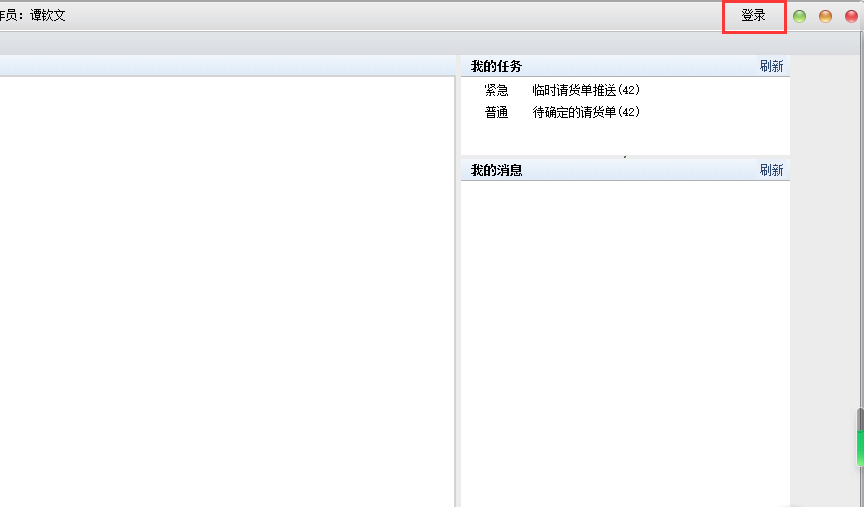 作员：谭钦文
登录
我的任务
刷新
紧急
临时请货单推送(42)
普通
待确定的请货单(42)
我的消息
刷新